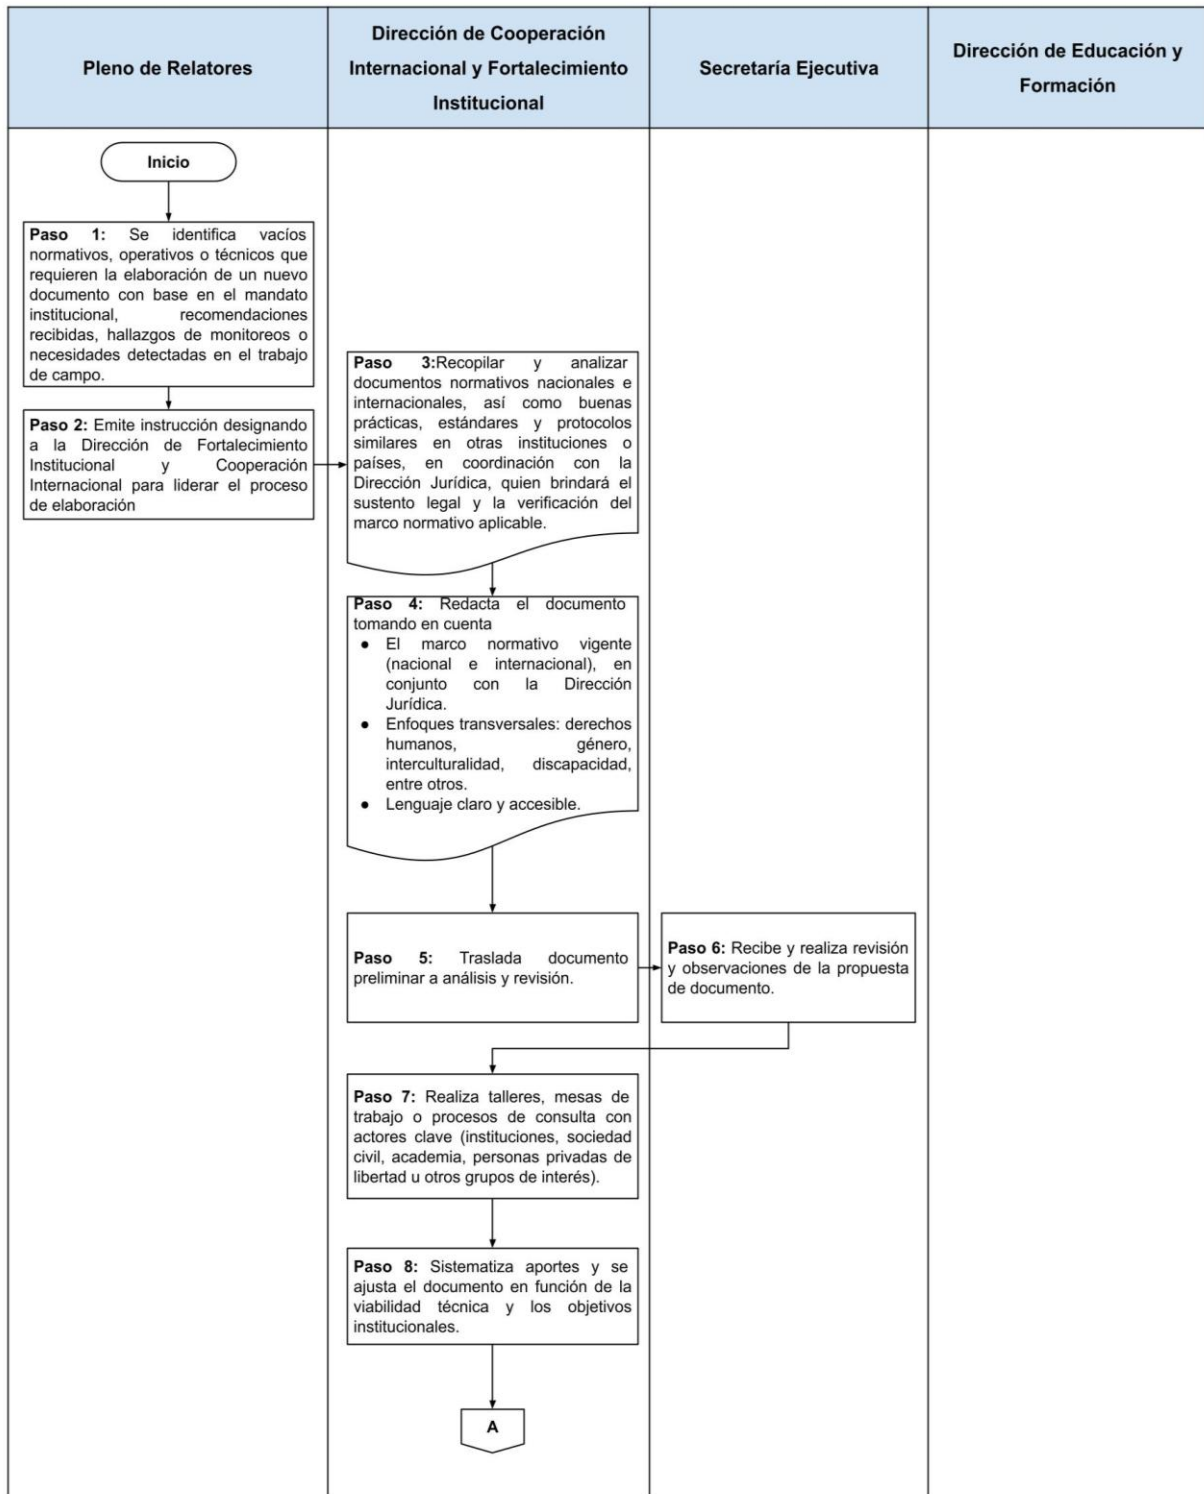 Pleno de Relatores
Dirección de Cooperación
Internacional y Fortalecimiento
Institucional
Secretaría Ejecutiva
Dirección de Educación y
Formación
Inicio
Paso 1: Se identifica vacíos
normativos, operativos o técnicos que
requieren la elaboración de un nuevo
documento con base en el mandato
institucional, recomendaciones
recibidas, hallazgos de monitoreos o
necesidades detectadas en el trabajo
de campo.
Paso 2: Emite instrucción designando
a la Dirección de Fortalecimiento
Institucional y Cooperación
Internacional para liderar el proceso
de elaboración
Paso 3:Recopilar y analizar
documentos normativos nacionales e
internacionales, así como buenas
prácticas, estándares y protocolos
similares en otras instituciones o
países, en coordinación con la
Dirección Jurídica, quien brindará el
sustento legal y la verificación del
marco normativo aplicable.
Paso 4: Redacta el documento
tomando en cuenta
● El marco normativo vigente
(nacional e internacional), en
conjunto con la Dirección
Jurídica.
● Enfoques transversales: derechos
humanos, género,
interculturalidad, discapacidad,
entre otros.
● Lenguaje claro y accesible.
Paso 5: Traslada documento
preliminar a análisis y revisión.
Paso 6: Recibe y realiza revisión
y observaciones de la propuesta
de documento.
Paso 7: Realiza talleres, mesas de
trabajo o procesos de consulta con
actores clave (instituciones, sociedad
civil, academia, personas privadas de
libertad u otros grupos de interés).
Paso 8: Sistematiza aportes y se
ajusta el documento en función de la
viabilidad técnica y los objetivos
institucionales.
A